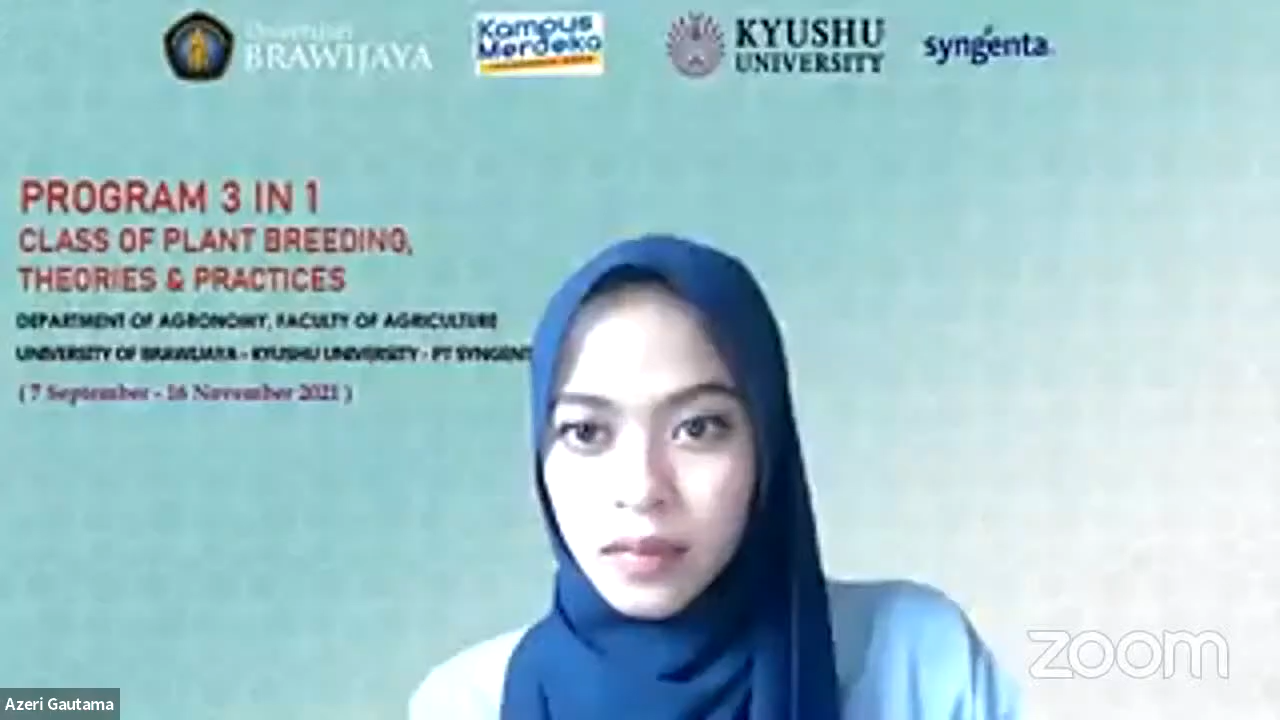 Universitas
BRAWIJAYA
Kampus
Merdeka
KYUSHU
UNIVERSITY
syngenta
PROGRAM 3 IN 1
CLASS OF PLANT BREEDING,
THEORIES & PRACTICES
DEPARTMENT OF AGRONOMY, FACULTY OF AGRICULTURE
UNIVERSITY OF BRAWIJAYA - KYUSHU UNIVERSITY - PT SYNGENT
( 7 September - 16 November 2021 )
zoom
Azeri Gautama